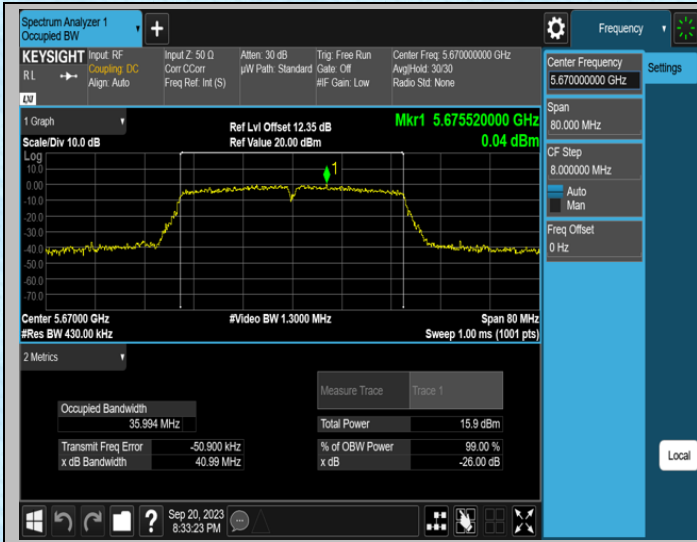 Spectrum Analyzer 1
Occupied BW
+
Frequency
KEYSIGHT
RL
LXI
Input: RF
Coupling: DC
Align: Auto
Input Z: 50 Ω
Corr CCorr
Freq Ref: Int (S)
Atten: 30 dB
µW Path: Standard
Trig: Free Run
Gate: Off
#IF Gain: Low
Center Freq: 5.670000000 GHz
Avg|Hold: 30/30
Radio Std: None
Center Frequency
5.670000000 GHz
Settings
Span
80.000 MHz
CF Step
8.000000 MHz
Auto
Man
Freq Offset
0 Hz
Local
1 Graph
Scale/Div 10.0 dB
Ref Lvl Offset 12.35 dB
Ref Value 20.00 dBm
Mkr1 5.675520000 GHz
0.04 dBm
Log
10.0
0.00
-10.0
-20.0
-30.0
-40.0
-50.0
-60.0
-70.0
1
Center 5.67000 GHz
#Res BW 430.00 kHz
#Video BW 1.3000 MHz
Span 80 MHz
Sweep 1.00 ms (1001 pts)
2 Metrics
Measure Trace Trace 1
Occupied Bandwidth
35.994 MHz
Total Power 15.9 dBm
Transmit Freq Error -50.900 kHz
% of OBW Power 99.00 %
x dB Bandwidth 40.99 MHz
x dB -26.00 dB
?
Sep 20, 2023
8:33:23 PM